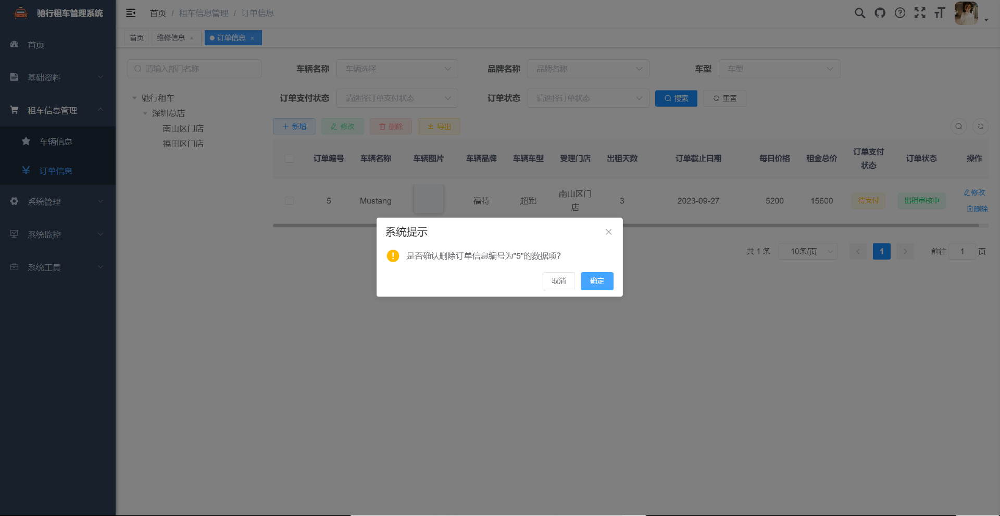 驰行租车管理系统
首页 / 租车信息管理 / 订单信息
首页
维修信息 ×
订单信息 ×
首页
基础资料
租车信息管理
车辆信息
订单信息
系统管理
系统监控
系统工具
请输入部门名称
驰行租车
深圳总店
南山区门店
福田区门店
车辆名称 车辆选择 品牌名称 品牌名称 车型 车型
订单支付状态 请选择订单支付状态 订单状态 请选择订单状态 搜索 重置
新增 修改 删除 导出
订单编号 车辆名称 车辆图片 车辆品牌 车辆车型 受理门店 出租天数 订单截止日期 每日价格 租金总价 订单支付状态 订单状态 操作
5 Mustang 福特 超跑 南山区门店 3 2023-09-27 5200 15600 待支付 出租审核中 修改 删除
共 1 条 10条/页 1 前往 1 页
系统提示
是否确认删除订单信息编号为"5"的数据项?
取消 确定